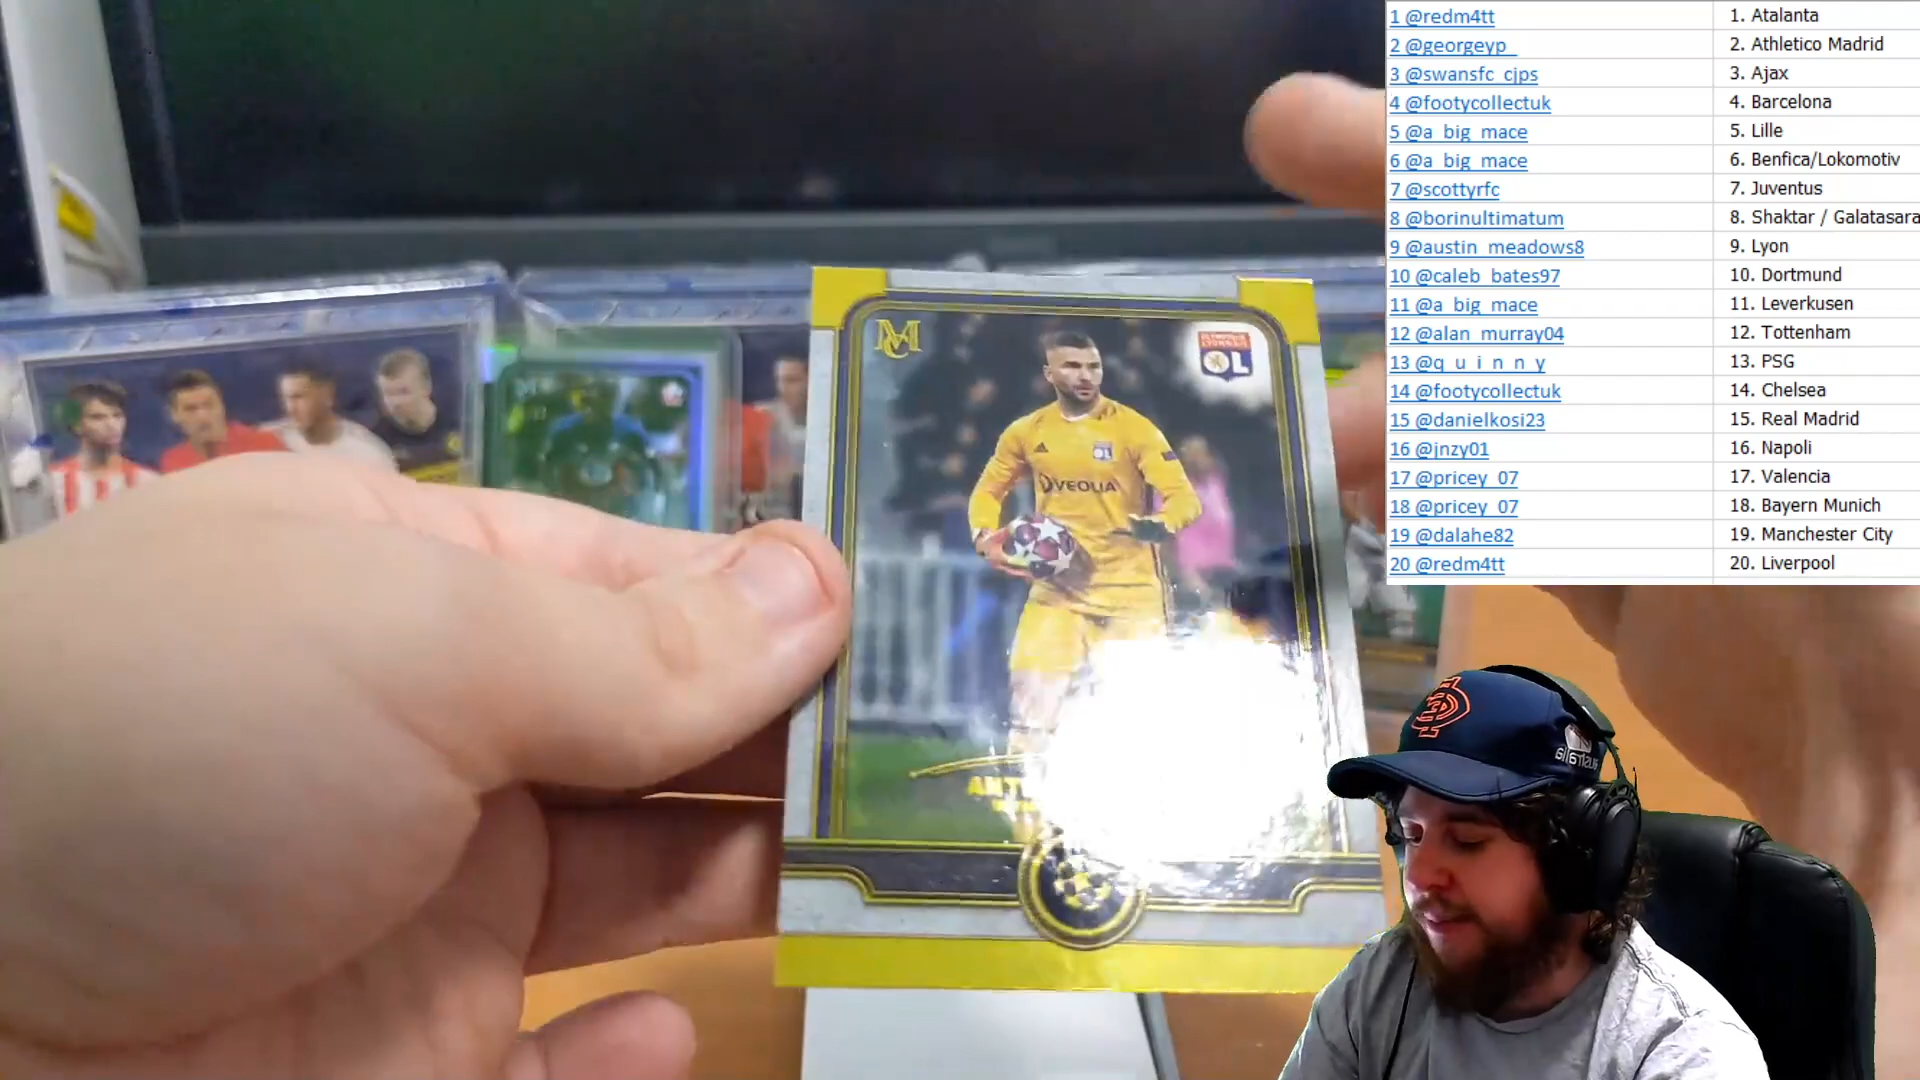 1 @redm4tt 1. Atalanta
2 @georgeyp_ 2. Athletico Madrid
3 @swansfc_cjps 3. Ajax
4 @footycollectuk 4. Barcelona
5 @a_big_mace 5. Lille
6 @a_big_mace 6. Benfica/Lokomotiv
7 @scottyrfc 7. Juventus
8 @borinultimatum 8. Shaktar / Galatasara
9 @austin_meadows8 9. Lyon
10 @caleb_bates97 10. Dortmund
11 @a_big_mace 11. Leverkusen
12 @alan_murray04 12. Tottenham
13 @q_u_i_n_n_y 13. PSG
14 @footycollectuk 14. Chelsea
15 @danielkosi23 15. Real Madrid
16 @jnzy01 16. Napoli
17 @pricey_07 17. Valencia
18 @pricey_07 18. Bayern Munich
19 @dalahe82 19. Manchester City
20 @redm4tt 20. Liverpool
MC
OLYMPIQUE LYONNAIS
OL
OL
VEOLIA